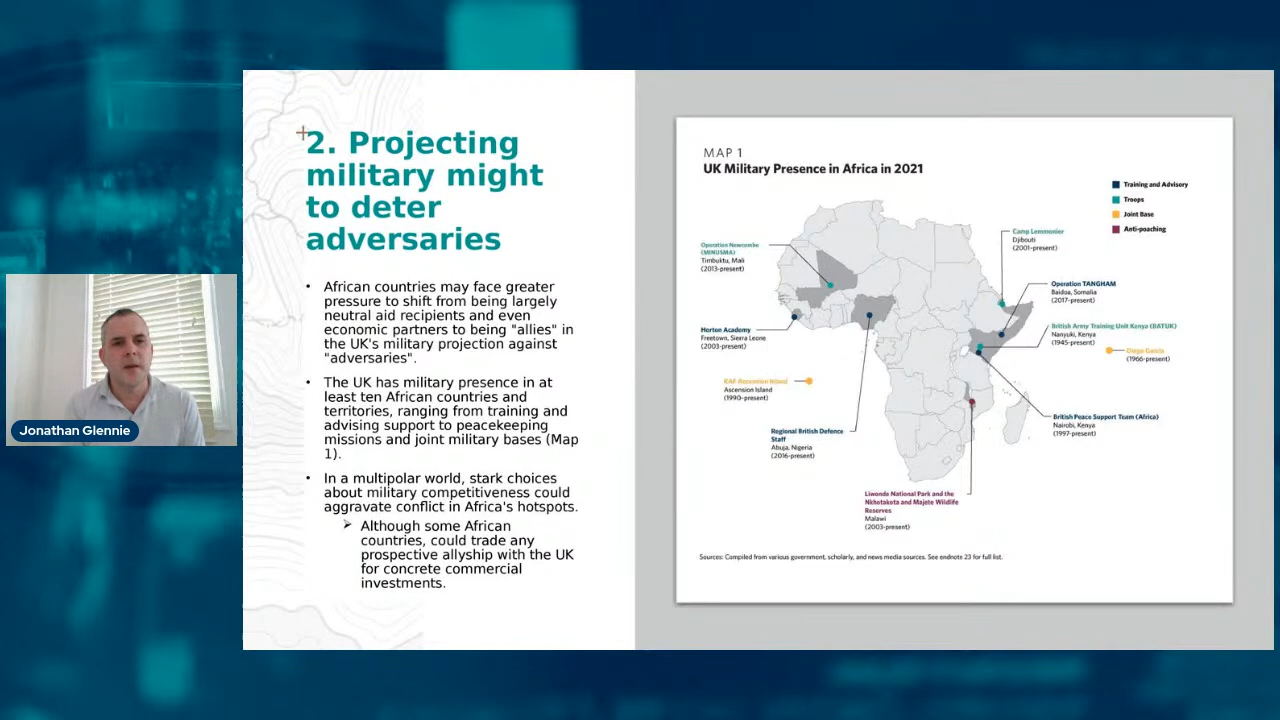 2. Projecting
military might
to deter
adversaries
• African countries may face greater
pressure to shift from being largely
neutral aid recipients and even
economic partners to being "allies" in
the UK's military projection against
"adversaries".
• The UK has military presence in at
least ten African countries and
territories, ranging from training and
advising support to peacekeeping
missions and joint military bases (Map
1).
• In a multipolar world, stark choices
about military competitiveness could
aggravate conflict in Africa's hotspots.
➢ Although some African
countries, could trade any
prospective allyship with the UK
for concrete commercial
investments.
Jonathan Glennie
MAP 1
UK Military Presence in Africa in 2021
Training and Advisory
Troops
Joint Base
Anti-poaching
Operation Newcombe
(MINUSMA)
Timbuktu, Mali
(2013-present)
Camp Lemmonier
Djibouti
(2001-present)
Operation TANGHAM
Baidoa, Somalia
(2017-present)
Horton Academy
Freetown, Sierra Leone
(2003-present)
British Army Training Unit Kenya (BATUK)
Nanyuki, Kenya
(1945-present)
Diego Garcia
(1966-present)
RAF Ascension Island
Ascension Island
(1990-present)
British Peace Support Team (Africa)
Nairobi, Kenya
(1997-present)
Regional British Defence
Staff
Abuja, Nigeria
(2016-present)
Liwonde National Park and the
Nkhotakota and Majete Wildlife
Reserves
Malawi
(2003-present)
Sources: Compiled from various government, scholarly, and news media sources. See endnote 23 for full list.